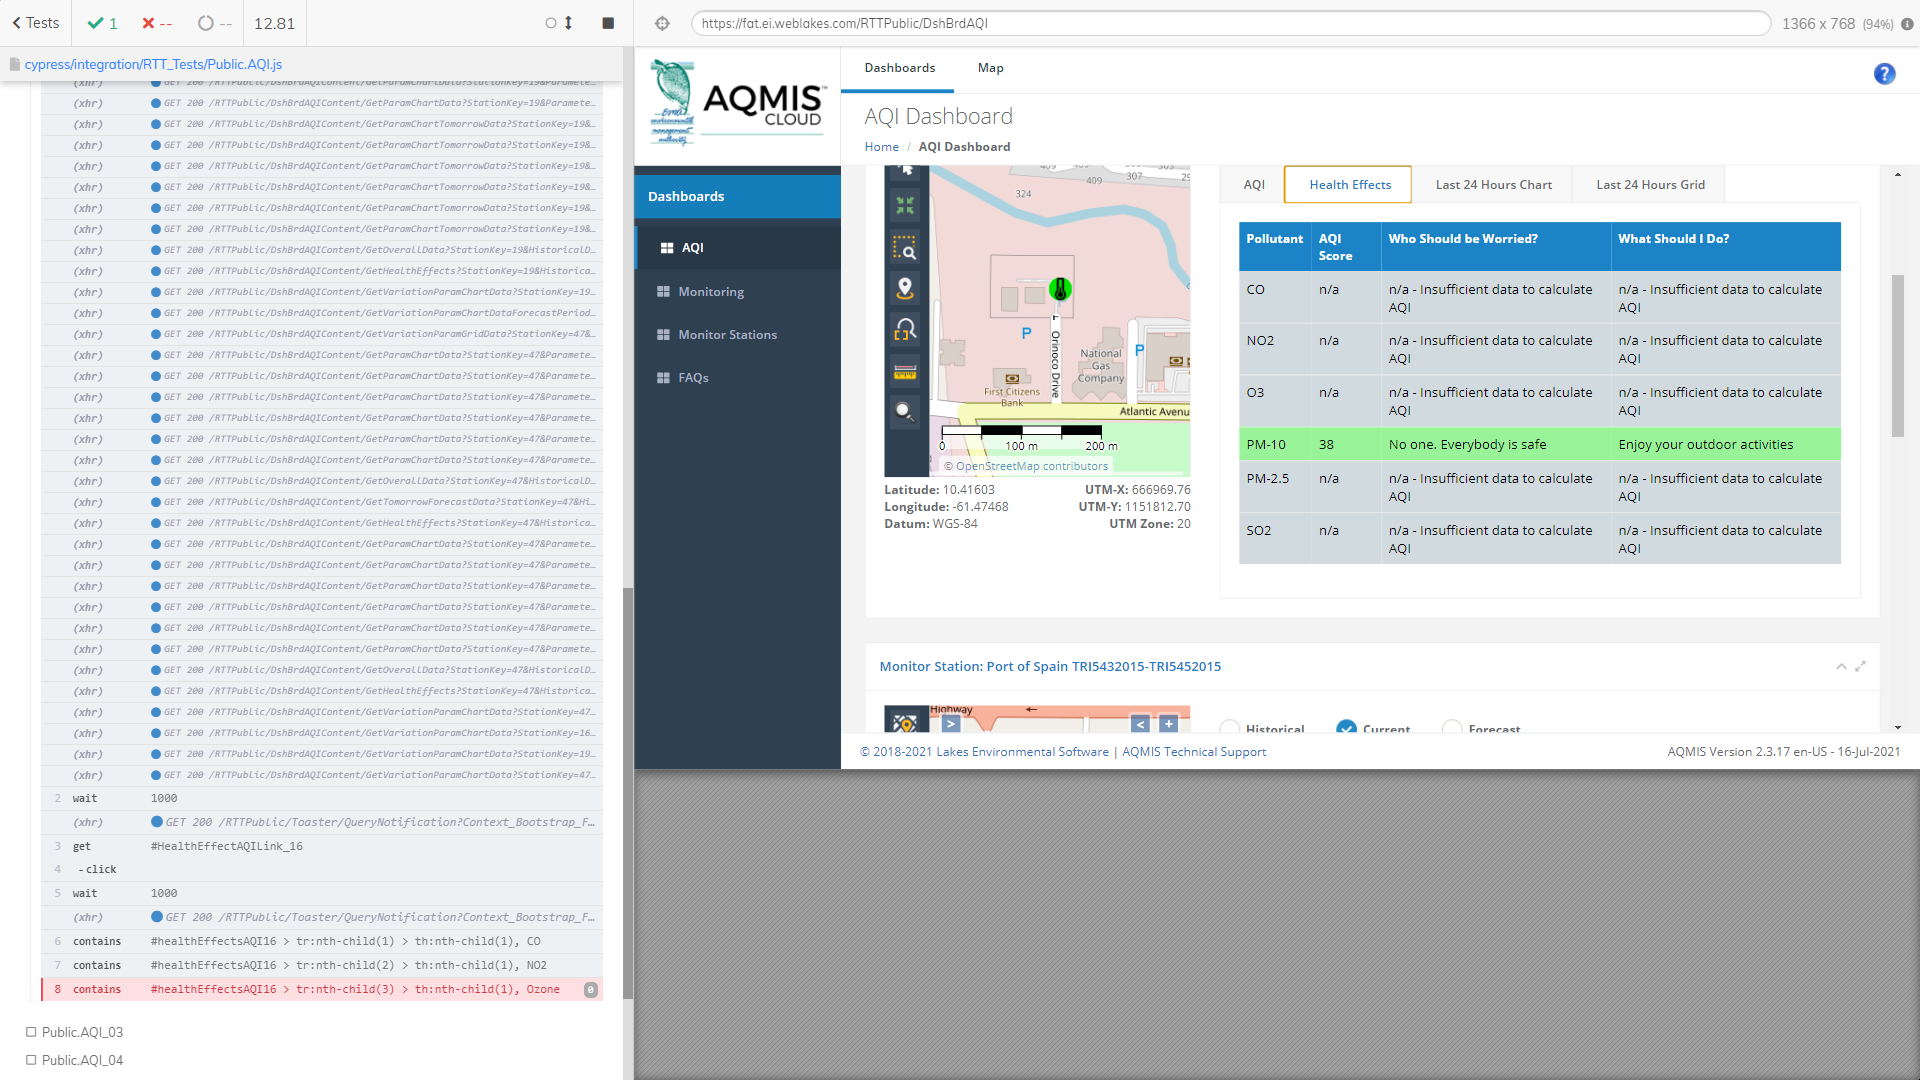 Tests
1
--
--
12.81
cypress/integration/RTT_Tests/Public.AQI.js
(xhr) GET 200 /RTTPublic/DshBrdAQIContent/GetParamChartData?StationKey=19&Paramete…
(xhr) GET 200 /RTTPublic/DshBrdAQIContent/GetParamChartData?StationKey=19&Paramete…
(xhr) GET 200 /RTTPublic/DshBrdAQIContent/GetParamChartTomorrowData?StationKey=19&…
(xhr) GET 200 /RTTPublic/DshBrdAQIContent/GetParamChartTomorrowData?StationKey=19&…
(xhr) GET 200 /RTTPublic/DshBrdAQIContent/GetParamChartTomorrowData?StationKey=19&…
(xhr) GET 200 /RTTPublic/DshBrdAQIContent/GetParamChartTomorrowData?StationKey=19&…
(xhr) GET 200 /RTTPublic/DshBrdAQIContent/GetParamChartTomorrowData?StationKey=19&…
(xhr) GET 200 /RTTPublic/DshBrdAQIContent/GetParamChartTomorrowData?StationKey=19&…
(xhr) GET 200 /RTTPublic/DshBrdAQIContent/GetOverallData?StationKey=19&HistoricalD…
(xhr) GET 200 /RTTPublic/DshBrdAQIContent/GetHealthEffects?StationKey=19&Historica…
(xhr) GET 200 /RTTPublic/DshBrdAQIContent/GetVariationParamChartData?StationKey=19…
(xhr) GET 200 /RTTPublic/DshBrdAQIContent/GetVariationParamChartDataForecastPeriod…
(xhr) GET 200 /RTTPublic/DshBrdAQIContent/GetVariationParamGridData?StationKey=47&…
(xhr) GET 200 /RTTPublic/DshBrdAQIContent/GetParamChartData?StationKey=47&Paramete…
(xhr) GET 200 /RTTPublic/DshBrdAQIContent/GetParamChartData?StationKey=47&Paramete…
(xhr) GET 200 /RTTPublic/DshBrdAQIContent/GetParamChartData?StationKey=47&Paramete…
(xhr) GET 200 /RTTPublic/DshBrdAQIContent/GetParamChartData?StationKey=47&Paramete…
(xhr) GET 200 /RTTPublic/DshBrdAQIContent/GetParamChartData?StationKey=47&Paramete…
(xhr) GET 200 /RTTPublic/DshBrdAQIContent/GetParamChartData?StationKey=47&Paramete…
(xhr) GET 200 /RTTPublic/DshBrdAQIContent/GetOverallData?StationKey=47&HistoricalD…
(xhr) GET 200 /RTTPublic/DshBrdAQIContent/GetTomorrowForecastData?StationKey=47&Hi…
(xhr) GET 200 /RTTPublic/DshBrdAQIContent/GetHealthEffects?StationKey=47&Historica…
(xhr) GET 200 /RTTPublic/DshBrdAQIContent/GetParamChartData?StationKey=47&Paramete…
(xhr) GET 200 /RTTPublic/DshBrdAQIContent/GetParamChartData?StationKey=47&Paramete…
(xhr) GET 200 /RTTPublic/DshBrdAQIContent/GetParamChartData?StationKey=47&Paramete…
(xhr) GET 200 /RTTPublic/DshBrdAQIContent/GetParamChartData?StationKey=47&Paramete…
(xhr) GET 200 /RTTPublic/DshBrdAQIContent/GetParamChartData?StationKey=47&Paramete…
(xhr) GET 200 /RTTPublic/DshBrdAQIContent/GetParamChartData?StationKey=47&Paramete…
(xhr) GET 200 /RTTPublic/DshBrdAQIContent/GetOverallData?StationKey=47&HistoricalD…
(xhr) GET 200 /RTTPublic/DshBrdAQIContent/GetHealthEffects?StationKey=47&Historica…
(xhr) GET 200 /RTTPublic/DshBrdAQIContent/GetVariationParamChartData?StationKey=47…
(xhr) GET 200 /RTTPublic/DshBrdAQIContent/GetVariationParamChartData?StationKey=16…
(xhr) GET 200 /RTTPublic/DshBrdAQIContent/GetVariationParamChartData?StationKey=19…
(xhr) GET 200 /RTTPublic/DshBrdAQIContent/GetVariationParamChartData?StationKey=47…
2 wait 1000
(xhr) GET 200 /RTTPublic/Toaster/QueryNotification?Context_Bootstrap_F…
3 get #HealthEffectAQILink_16
4 -click
5 wait 1000
(xhr) GET 200 /RTTPublic/Toaster/QueryNotification?Context_Bootstrap_F…
6 contains #healthEffectsAQI16 > tr:nth-child(1) > th:nth-child(1), CO
7 contains #healthEffectsAQI16 > tr:nth-child(2) > th:nth-child(1), NO2
8 contains #healthEffectsAQI16 > tr:nth-child(3) > th:nth-child(1), Ozone 0
Public.AQI_03
Public.AQI_04
https://fat.ei.weblakes.com/RTTPublic/DshBrdAQI
1366 x 768 (94%)
environmental
management
authority
AQMIS™
CLOUD
Dashboards
Map
?
AQI Dashboard
Home / AQI Dashboard
Dashboards
AQI
Monitoring
Monitor Stations
FAQs
324
409
307
P
P
Orinoco Drive
National
Gas
Company
First Citizens
Bank
Atlantic Avenu
0 100 m 200 m
© OpenStreetMap contributors
Latitude: 10.41603 UTM-X: 666969.76
Longitude: -61.47468 UTM-Y: 1151812.70
Datum: WGS-84 UTM Zone: 20
AQI
Health Effects
Last 24 Hours Chart
Last 24 Hours Grid
Pollutant AQI Score Who Should be Worried? What Should I Do?
CO n/a n/a - Insufficient data to calculate AQI n/a - Insufficient data to calculate AQI
NO2 n/a n/a - Insufficient data to calculate AQI n/a - Insufficient data to calculate AQI
O3 n/a n/a - Insufficient data to calculate AQI n/a - Insufficient data to calculate AQI
PM-10 38 No one. Everybody is safe Enjoy your outdoor activities
PM-2.5 n/a n/a - Insufficient data to calculate AQI n/a - Insufficient data to calculate AQI
SO2 n/a n/a - Insufficient data to calculate AQI n/a - Insufficient data to calculate AQI
Monitor Station: Port of Spain TRI5432015-TRI5452015
Highway
> < +
Historical
Current
Forecast
© 2018-2021 Lakes Environmental Software | AQMIS Technical Support
AQMIS Version 2.3.17 en-US - 16-Jul-2021